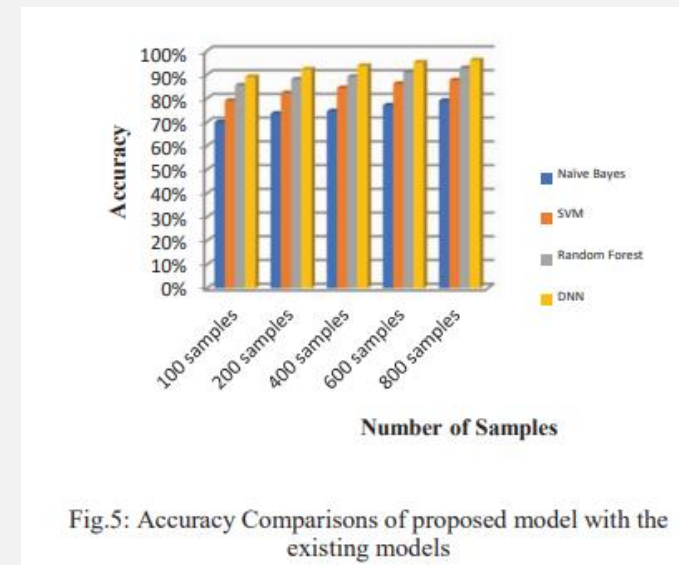 100%
90%
80%
70%
60%
50%
40%
30%
20%
10%
0%
Accuracy
100 samples
200 samples
400 samples
600 samples
800 samples
Number of Samples
Naïve Bayes
SVM
Random Forest
DNN
Fig.5: Accuracy Comparisons of proposed model with the
existing models